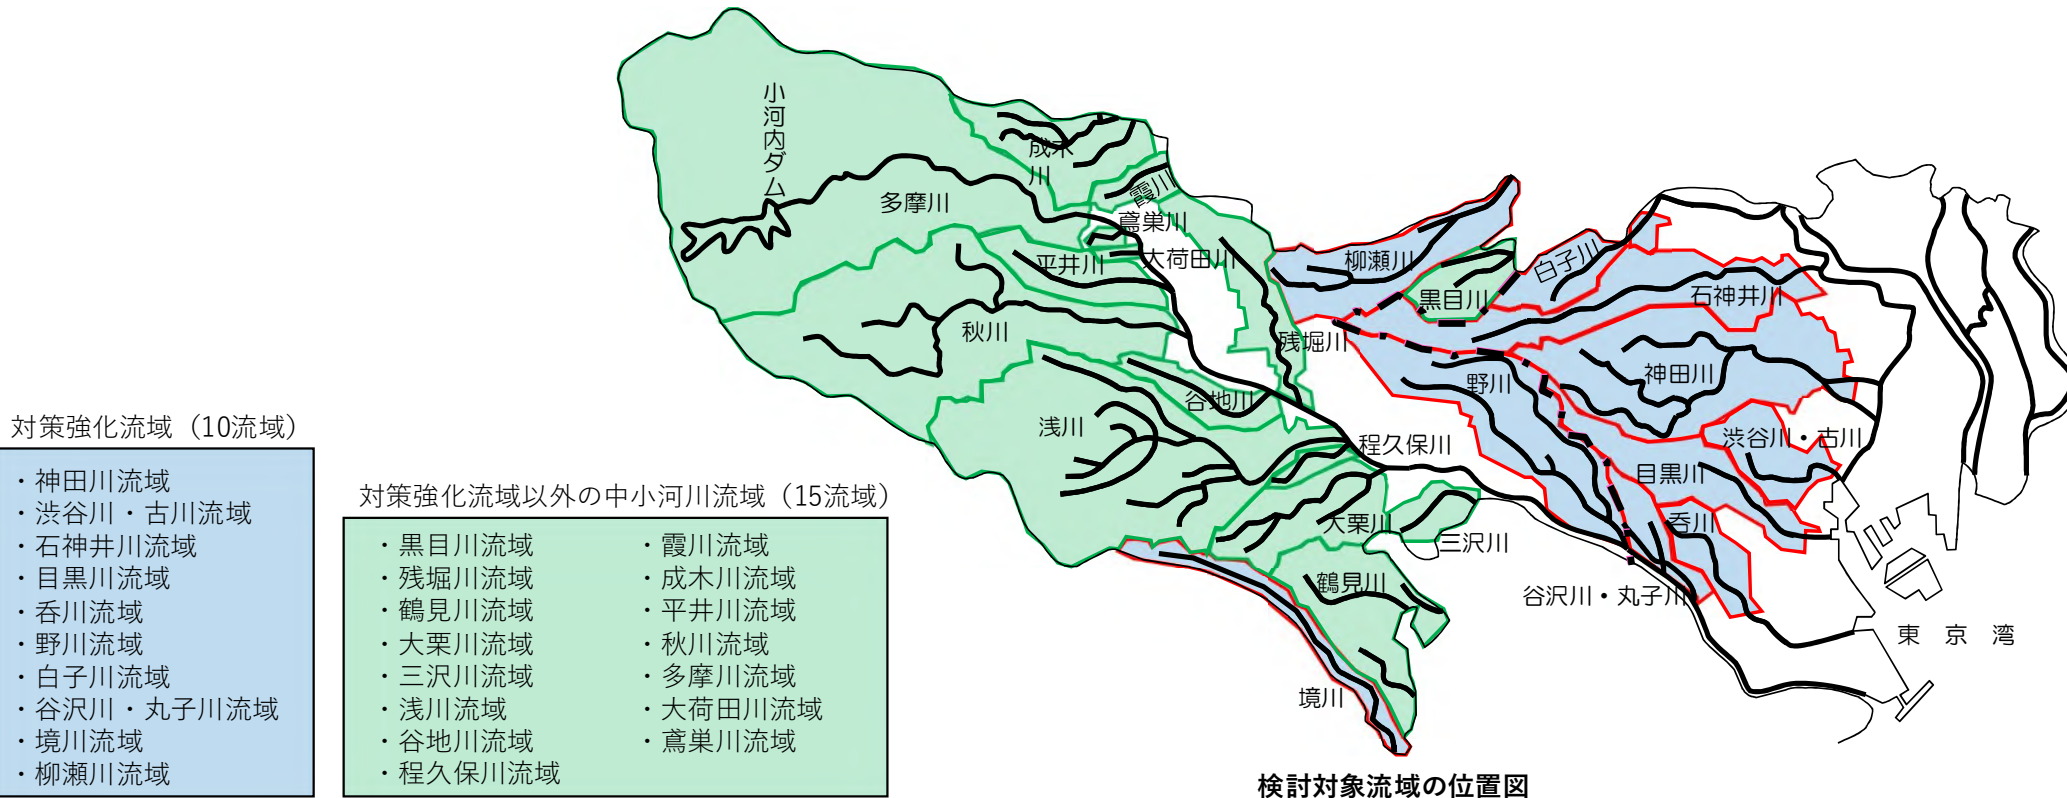 対策強化流域（10流域）
・神田川流域
・渋谷川・古川流域
・石神井川流域
・目黒川流域
・呑川流域
・野川流域
・白子川流域
・谷沢川・丸子川流域
・境川流域
・柳瀬川流域
対策強化流域以外の中小河川流域（15流域）
・黒目川流域
・残堀川流域
・鶴見川流域
・大栗川流域
・三沢川流域
・浅川流域
・谷地川流域
・程久保川流域
・霞川流域
・成木川流域
・平井川流域
・秋川流域
・多摩川流域
・大荷田川流域
・鳶巣川流域
小河内ダム
成木
川
霞川
多摩川
鳶巣川
大荷田川
平井川
柳瀬川
白子川
黒目川
石神井川
秋川
残堀川
野川
神田川
谷地川
浅川
程久保川
渋谷川・古川
目黒川
大栗川
呑川
三沢川
鶴見川
谷沢川・丸子川
東京湾
境川
検討対象流域の位置図